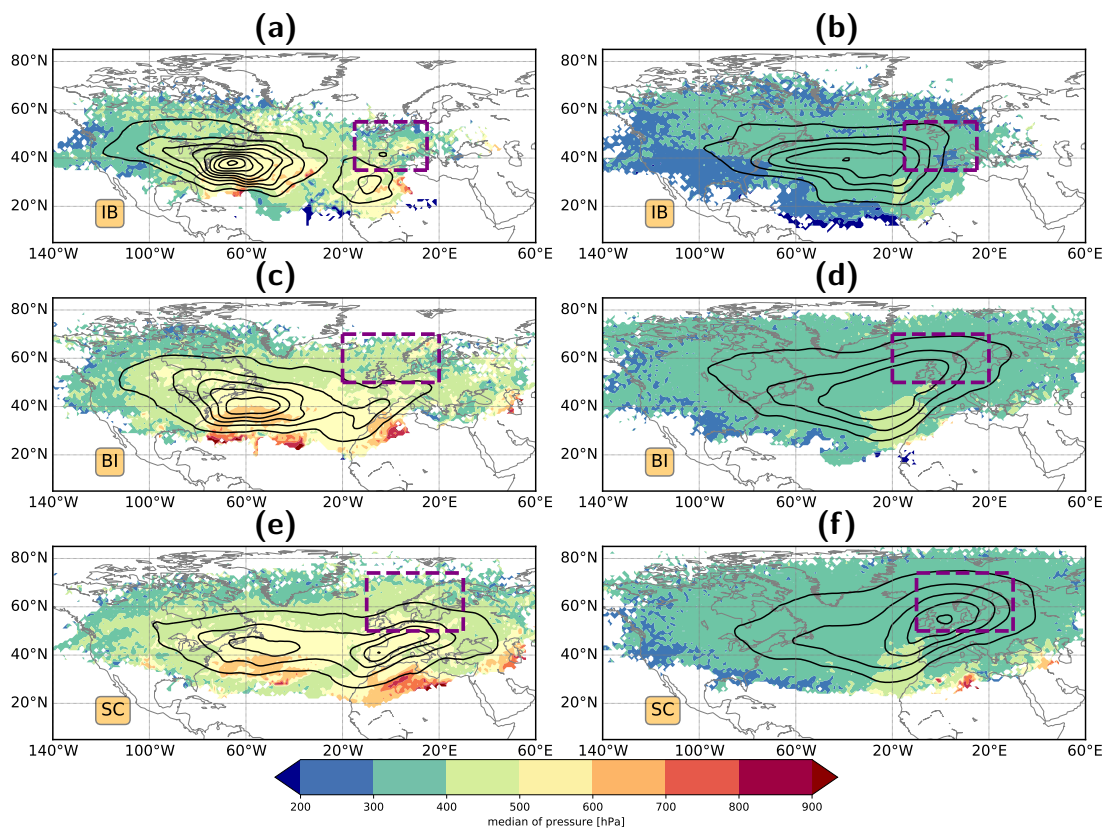 (a) (b)
80°N 80°N
60°N 60°N
40°N 40°N
20°N 20°N
IB IB
140°W 100°W 60°W 20°W 20°E 60°E 140°W 100°W 60°W 20°W 20°E 60°E
(c) (d)
80°N 80°N
60°N 60°N
40°N 40°N
20°N 20°N
BI BI
140°W 100°W 60°W 20°W 20°E 60°E 140°W 100°W 60°W 20°W 20°E 60°E
(e) (f)
80°N 80°N
60°N 60°N
40°N 40°N
20°N 20°N
SC SC
140°W 100°W 60°W 20°W 20°E 60°E 140°W 100°W 60°W 20°W 20°E 60°E
200 300 400 500 600 700 800 900
median of pressure [hPa]